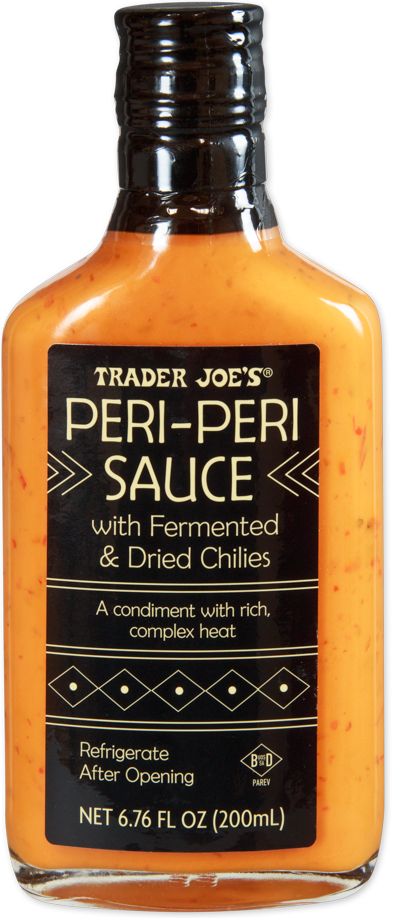 TRADER JOE'S®
PERI-PERI
SAUCE
with Fermented
& Dried Chilies
A condiment with rich,
complex heat
Refrigerate
After Opening
PAREV
NET 6.76 FL OZ (200mL)